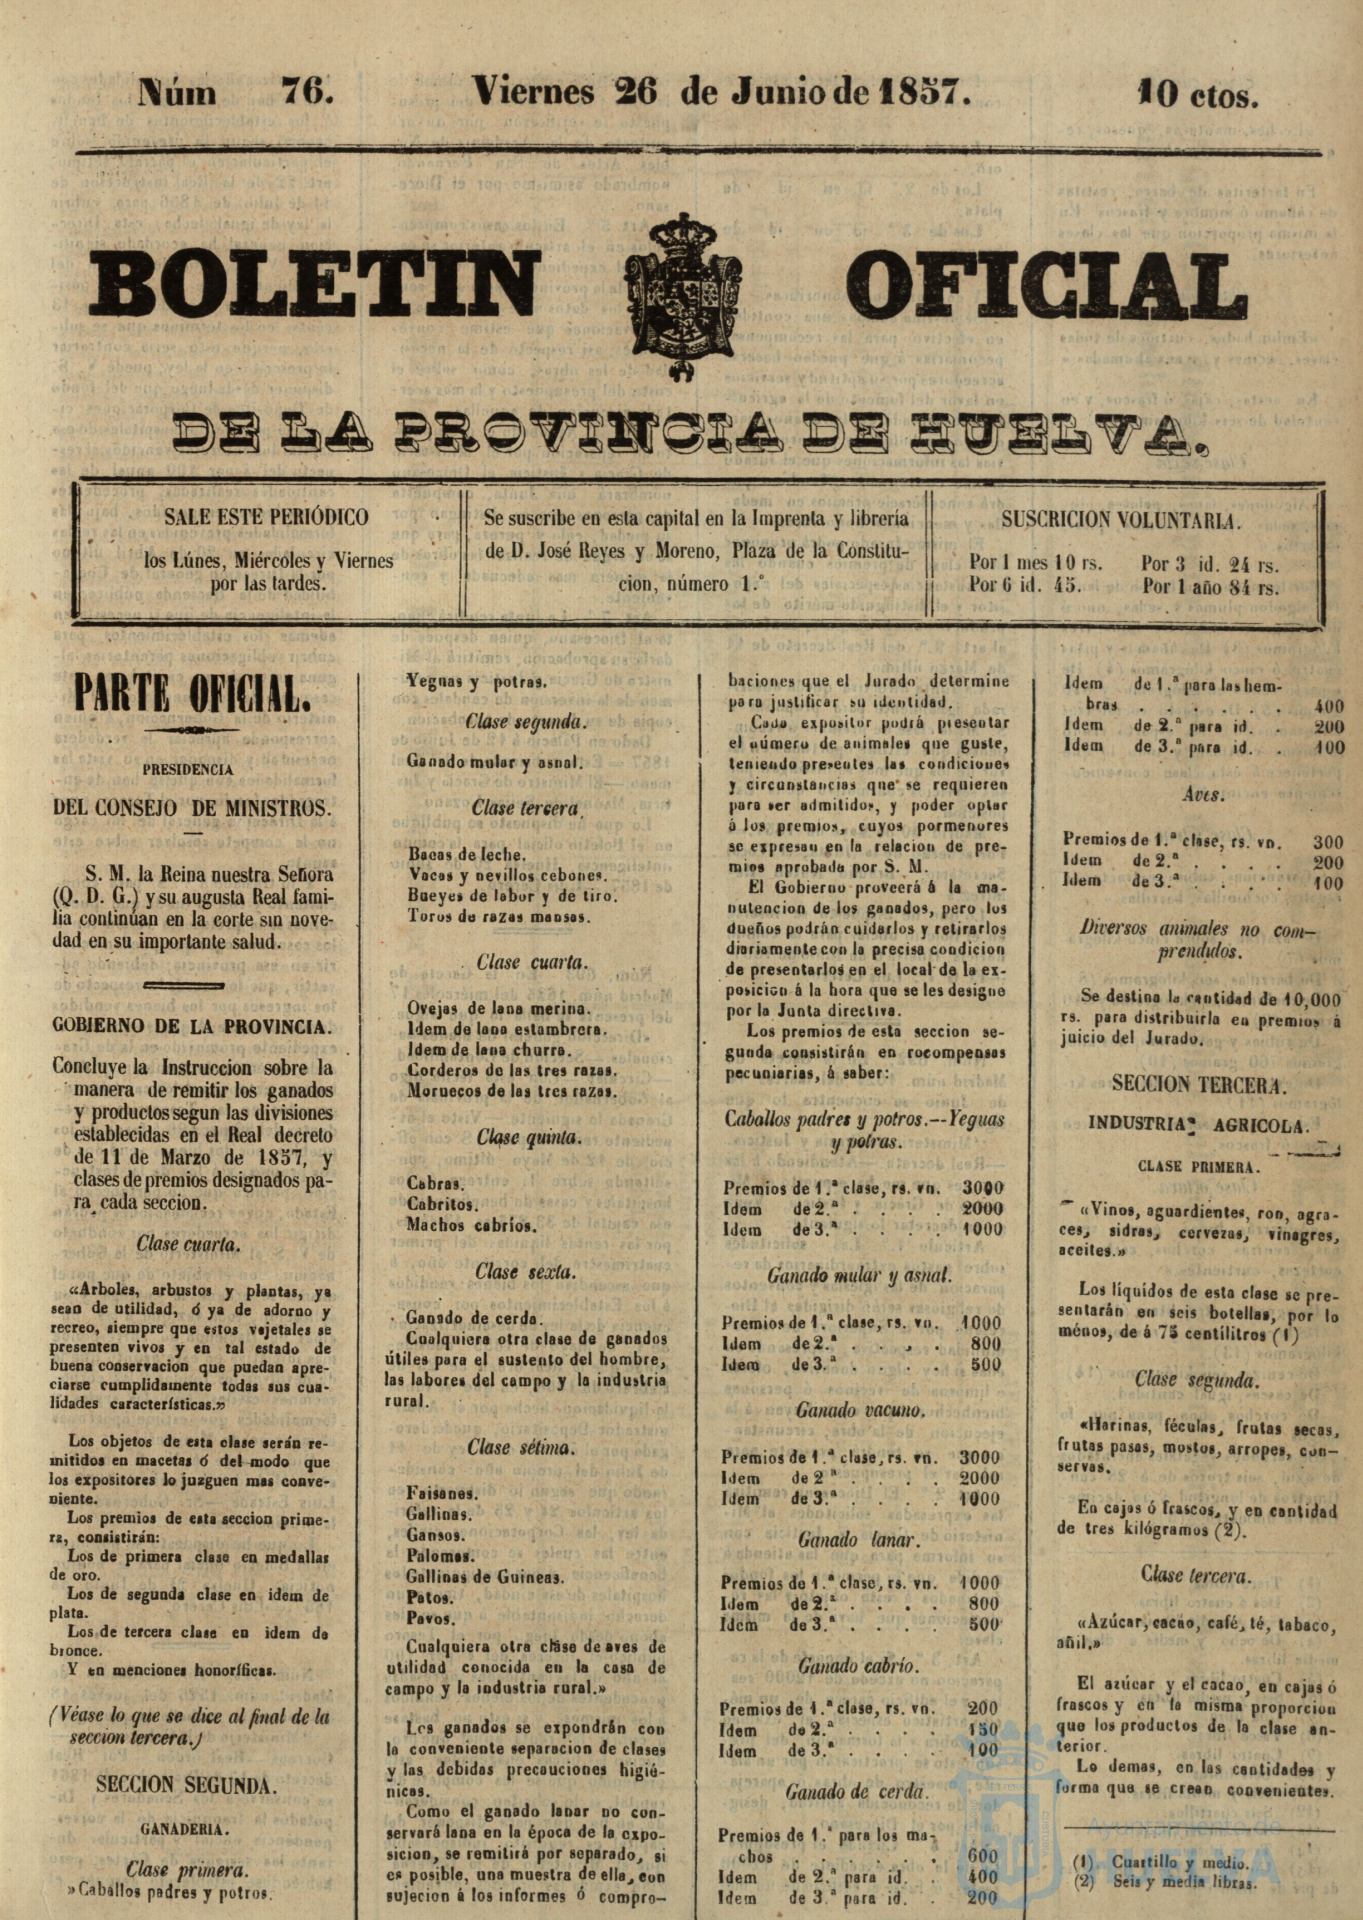 Núm 76. Viernes 26 de Junio de 1857. 10 ctos.
BOLETIN OFICIAL
DE LA PROVINCIA DE HUELVA.
SALE ESTE PERIÓDICO
los Lúnes, Miércoles y Viernes
por las tardes.
Se suscribe en esta capital en la Imprenta y librería
de D. José Reyes y Moreno, Plaza de la Constitu-
cion, número 1.º
SUSCRICION VOLUNTARIA.
Por 1 mes 10 rs. Por 3 id. 24 rs.
Por 6 id. 45. Por 1 año 84 rs.
PARTE OFICIAL.
PRESIDENCIA
DEL CONSEJO DE MINISTROS.
S. M. la Reina nuestra Señora
(Q. D. G.) y su augusta Real fami-
lia continúan en la corte sin nove-
dad en su importante salud.
GOBIERNO DE LA PROVINCIA.
Concluye la Instruccion sobre la
manera de remitir los ganados
y productos segun las divisiones
establecidas en el Real decreto
de 11 de Marzo de 1857, y
clases de premios designados pa-
ra cada seccion.
Clase cuarta.
«Arboles, arbustos y plantas, ya
sean de utilidad, ó ya de adorno y
recreo, siempre que estos vejetales se
presenten vivos y en tal estado de
buena conservacion que puedan apre-
ciarse cumplidamente todas sus cua-
lidades características.»
Los objetos de esta clase serán re-
mitidos en macetas ó del modo que
los expositores lo juzguen mas conve-
niente.
Los premios de esta seccion prime-
ra, consistirán:
Los de primera clase en medallas
de oro.
Los de segunda clase en idem de
plata.
Los de tercera clase en idem de
bronce.
Y en menciones honoríficas.
(Véase lo que se dice al final de la
seccion tercera.)
SECCION SEGUNDA.
GANADERIA.
Clase primera.
»Caballos padres y potros.
Yeguas y potras.
Clase segunda.
Ganado mular y asnal.
Clase tercera.
Bacas de leche.
Vacas y novillos cebones.
Bueyes de labor y de tiro.
Toros de razas mansas.
Clase cuarta.
Ovejas de lana merina.
Idem de lana estambrera.
Idem de lana churra.
Corderos de las tres razas.
Moruecos de las tres razas.
Clase quinta.
Cabras.
Cabritos.
Machos cabríos.
Clase sexta.
Ganado de cerda.
Cualquiera otra clase de ganados
útiles para el sustento del hombre,
las labores del campo y la industria
rural.
Clase sétima.
Faisanes.
Gallinas.
Gansos.
Palomas.
Gallinas de Guineas.
Patos.
Pavos.
Cualquiera otra clase de aves de
utilidad conocida en la casa de
campo y la industria rural.»
Los ganados se expondrán con
la conveniente separacion de clases
y las debidas precauciones higié-
nicas.
Como el ganado lanar no con-
servará lana en la época de la expo-
sicion, se remitirá por separado, si
es posible, una muestra de ella, con
sujecion á los informes ó compro-
baciones que el Jurado determine
para justificar su identidad.
Cada expositor podrá presentar
el número de animales que guste,
teniendo presentes las condiciones
y circunstancias que se requieren
para ser admitidos, y poder optar
á los premios, cuyos pormenores
se expresan en la relacion de pre-
mios aprobada por S. M.
El Gobierno proveerá á la ma-
nutencion de los ganados, pero los
dueños podrán cuidarlos y retirarlos
diariamente con la precisa condicion
de presentarlos en el local de la ex-
posicion á la hora que se les designe
por la Junta directiva.
Los premios de esta seccion se-
gunda consistirán en rocompensas
pecuniarias, á saber:
Caballos padres y potros.--Yeguas
y potras.
Premios de 1.ª clase, rs. vn. 3000
Idem de 2.ª . . . . 2000
Idem de 3.ª . . . . 1000
Ganado mular y asnal.
Premios de 1.ª clase, rs. vn. 1000
Idem de 2.ª . . . . 800
Idem de 3.ª . . . . 500
Ganado vacuno.
Premios de 1.ª clase, rs. vn. 3000
Idem de 2 ª . . . . 2000
Idem de 3.ª . . . . 1000
Ganado lanar.
Premios de 1.ª clase, rs. vn. 1000
Idem de 2.ª . . . . 800
Idem de 3.ª . . . . 500
Ganado cabrío.
Premios de 1.ª clase, rs. vn. 200
Idem de 2.ª . . . . 150
Idem de 3.ª . . . . 100
Ganado de cerda.
Premios de 1.ª para los ma-
chos . . . . . . 600
Idem de 2.ª para id. . 400
Idem de 3.ª para id. . 200
Idem de 1.ª para las hem-
bras . . . . . . 400
Idem de 2.ª para id. . 200
Idem de 3.ª para id. . 100
Aves.
Premios de 1.ª clase, rs. vn. 300
Idem de 2.ª . . . . 200
Idem de 3.ª . . . . 100
Diversos animales no com-
prendidos.
Se destina la cantidad de 10,000
rs. para distribuirla en premios á
juicio del Jurado.
SECCION TERCERA.
INDUSTRIA AGRICOLA.
CLASE PRIMERA.
«Vinos, aguardientes, ron, agra-
ces, sidras, cervezas, vinagres,
aceites.»
Los líquidos de esta clase se pre-
sentarán en seis botellas, por lo
ménos, de á 75 centílitros (1)
Clase segunda.
«Harinas, féculas, frutas secas,
frutas pasas, mostos, arropes, con-
servas.
En cajas ó frascos, y en cantidad
de tres kilógramos (2).
Clase tercera.
«Azúcar, cacao, café, té, tabaco,
añil.»
El azúcar y el cacao, en cajas ó
frascos y en la misma proporcion
que los productos de la clase an-
terior.
Lo demas, en las cantidades y
forma que se crean convenientes.
(1) Cuartillo y medio.
(2) Seis y media libras.
Ayuntamiento de